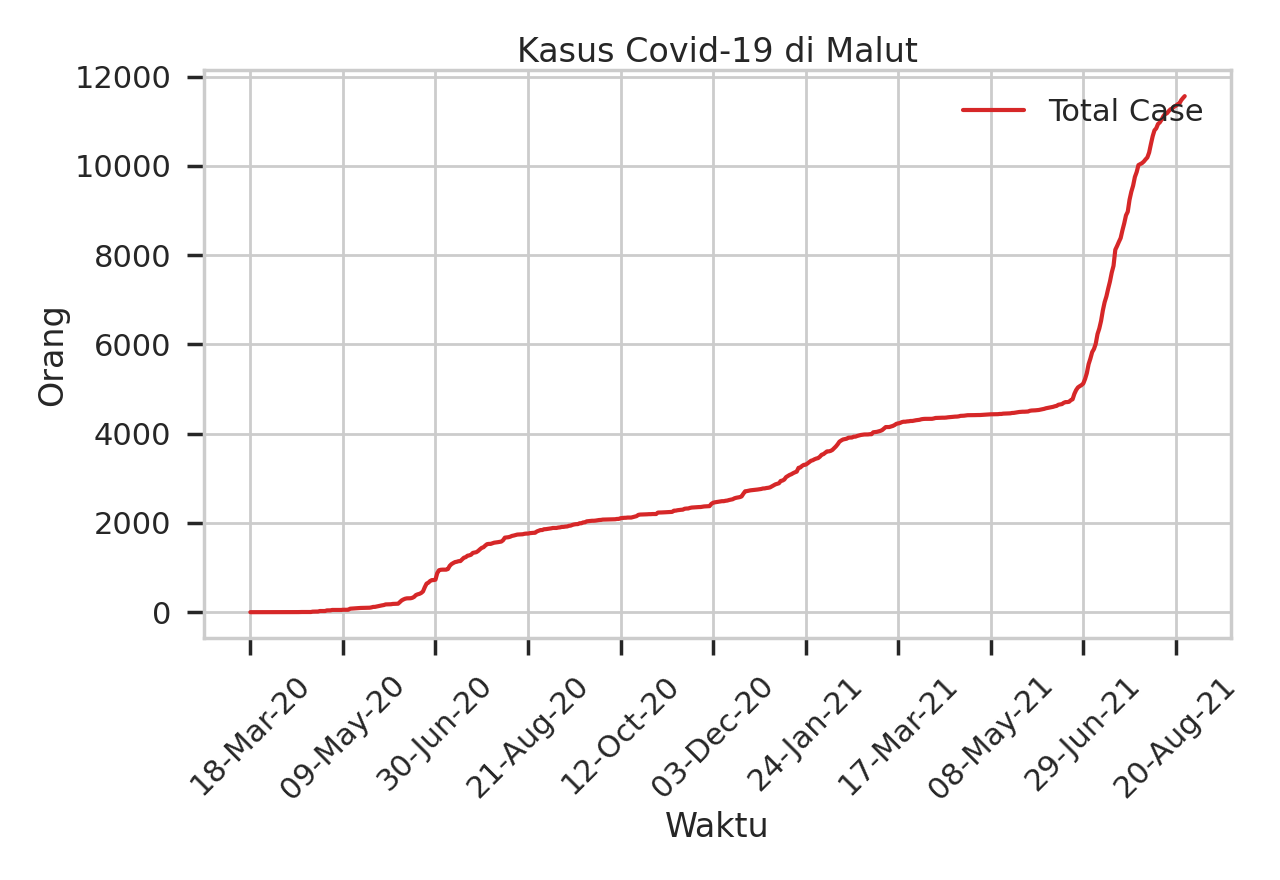 Kasus Covid-19 di Malut
Total Case
12000
10000
8000
6000
4000
2000
0
Orang
18-Mar-20
09-May-20
30-Jun-20
21-Aug-20
12-Oct-20
03-Dec-20
24-Jan-21
17-Mar-21
08-May-21
29-Jun-21
20-Aug-21
Waktu